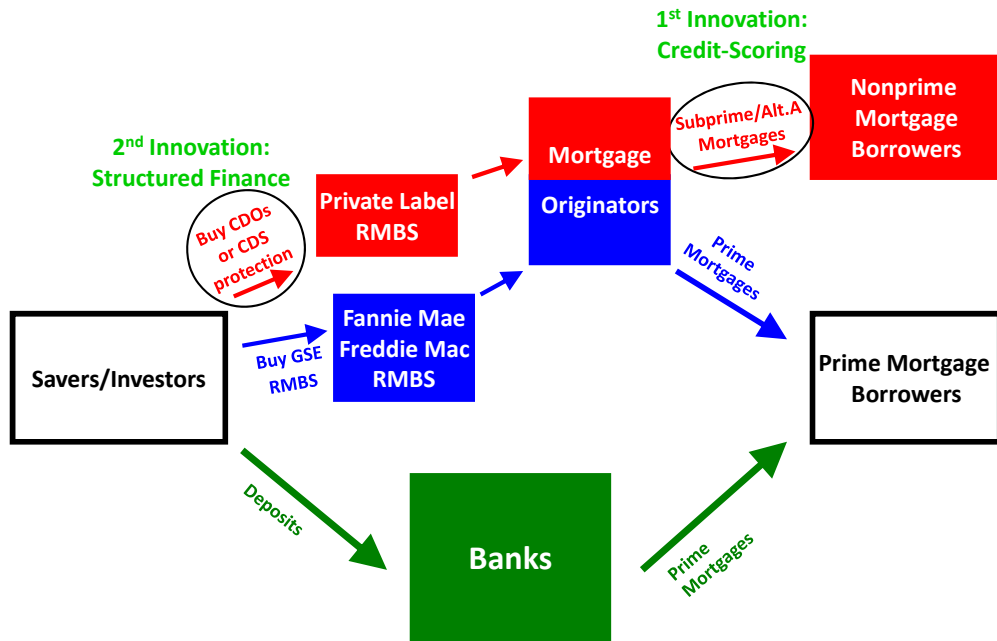 1st Innovation:
Credit-Scoring
Nonprime
Mortgage
Borrowers
Subprime/Alt.A
Mortgages
2nd Innovation:
Structured Finance
Mortgage
Originators
Private Label
RMBS
Buy CDOs
or CDS
protection
Prime
Mortgages
Fannie Mae
Freddie Mac
RMBS
Buy GSE
RMBS
Savers/Investors
Prime Mortgage
Borrowers
Deposits
Banks
Prime
Mortgages